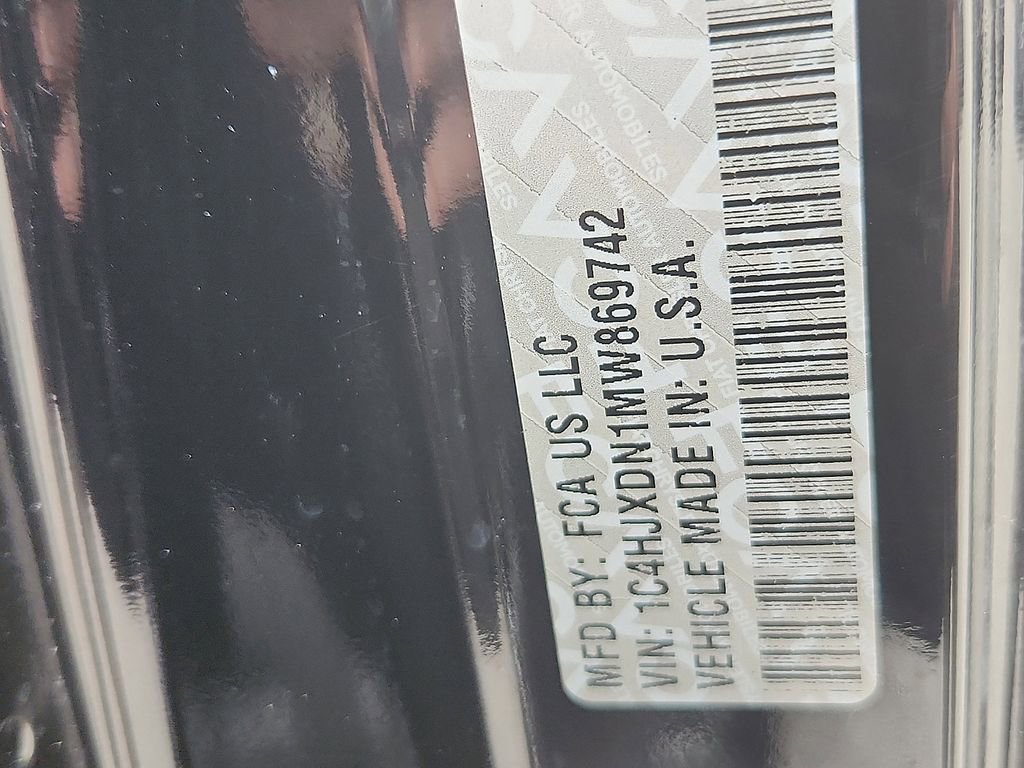 MFD BY: FCA US LLC
VIN: 1C4HJXDN1MW869742
VEHICLE MADE IN: U.S.A.